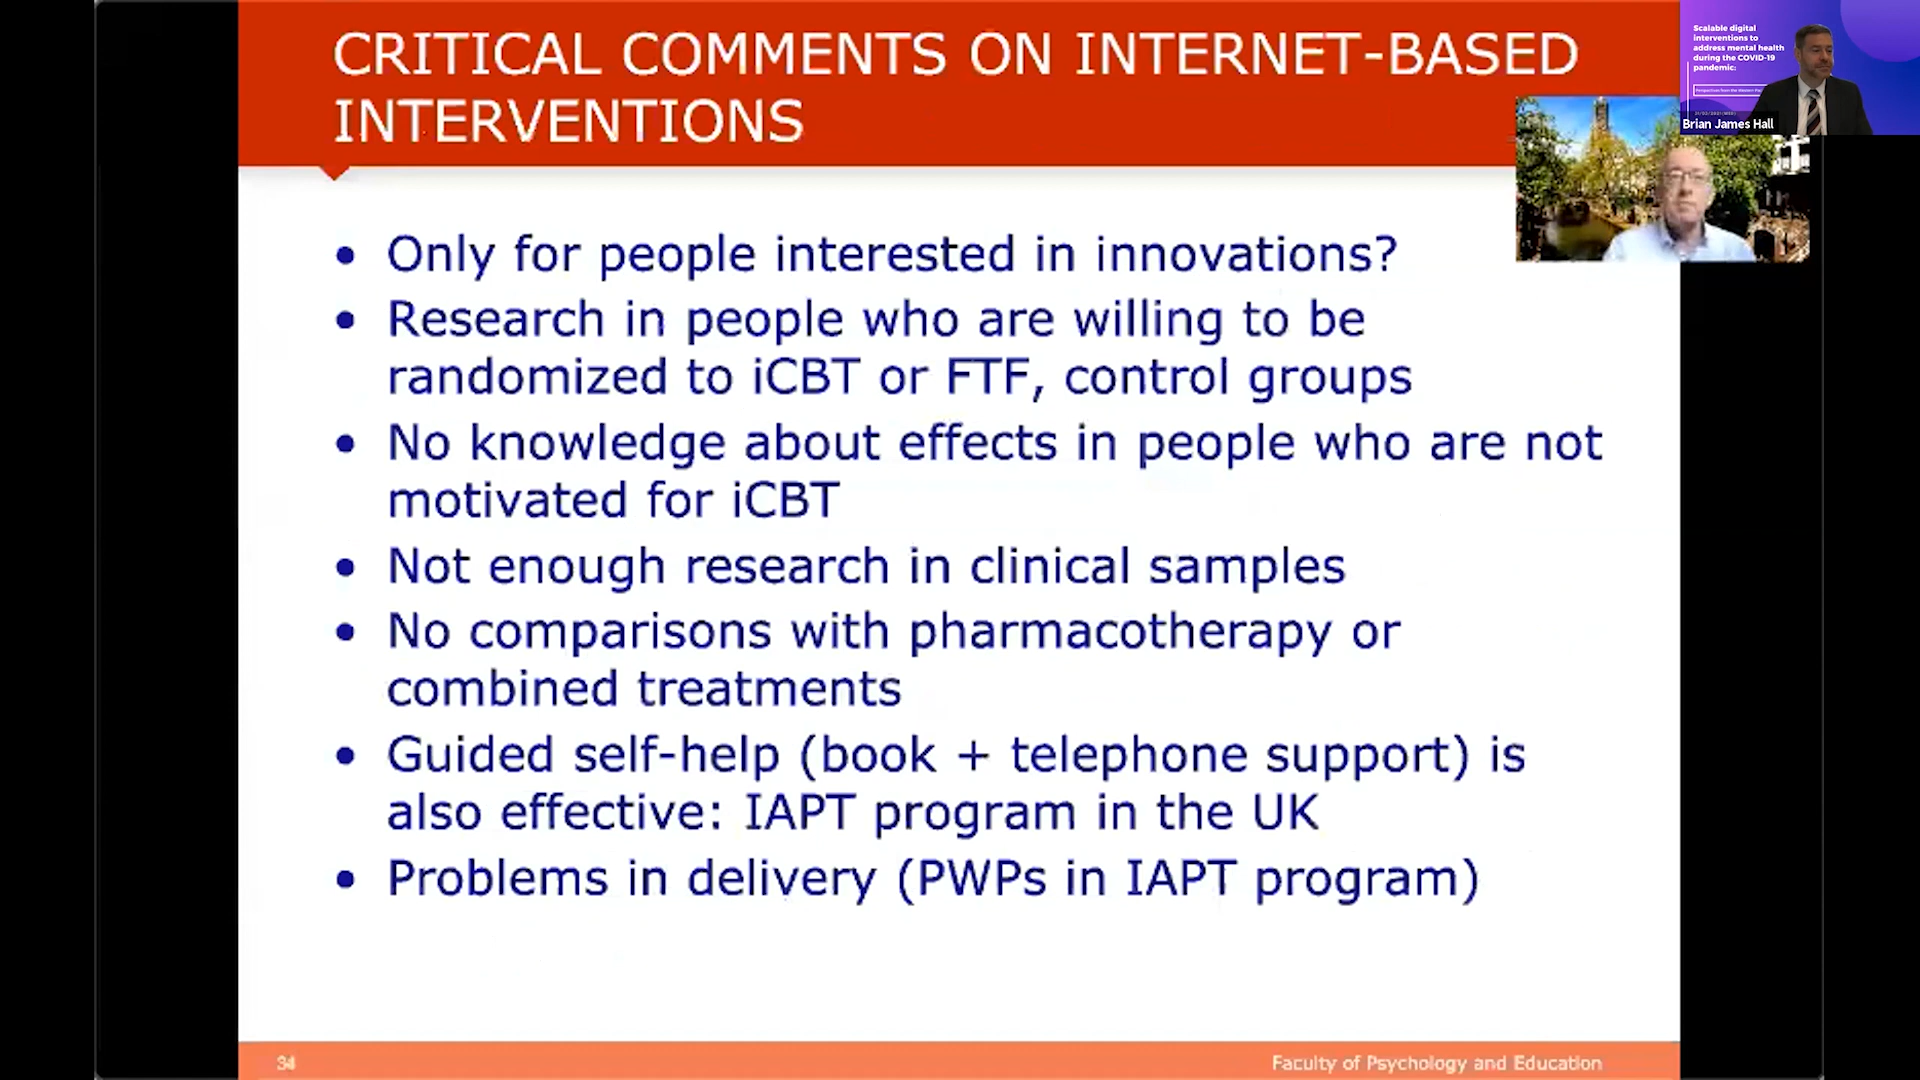 CRITICAL COMMENTS ON INTERNET-BASED
INTERVENTIONS
Scalable digital
interventions to
address mental health
during the COVID-19
pandemic:
Brian James Hall
• Only for people interested in innovations?
• Research in people who are willing to be
randomized to iCBT or FTF, control groups
• No knowledge about effects in people who are not
motivated for iCBT
• Not enough research in clinical samples
• No comparisons with pharmacotherapy or
combined treatments
• Guided self-help (book + telephone support) is
also effective: IAPT program in the UK
• Problems in delivery (PWPs in IAPT program)
34
Faculty of Psychology and Education